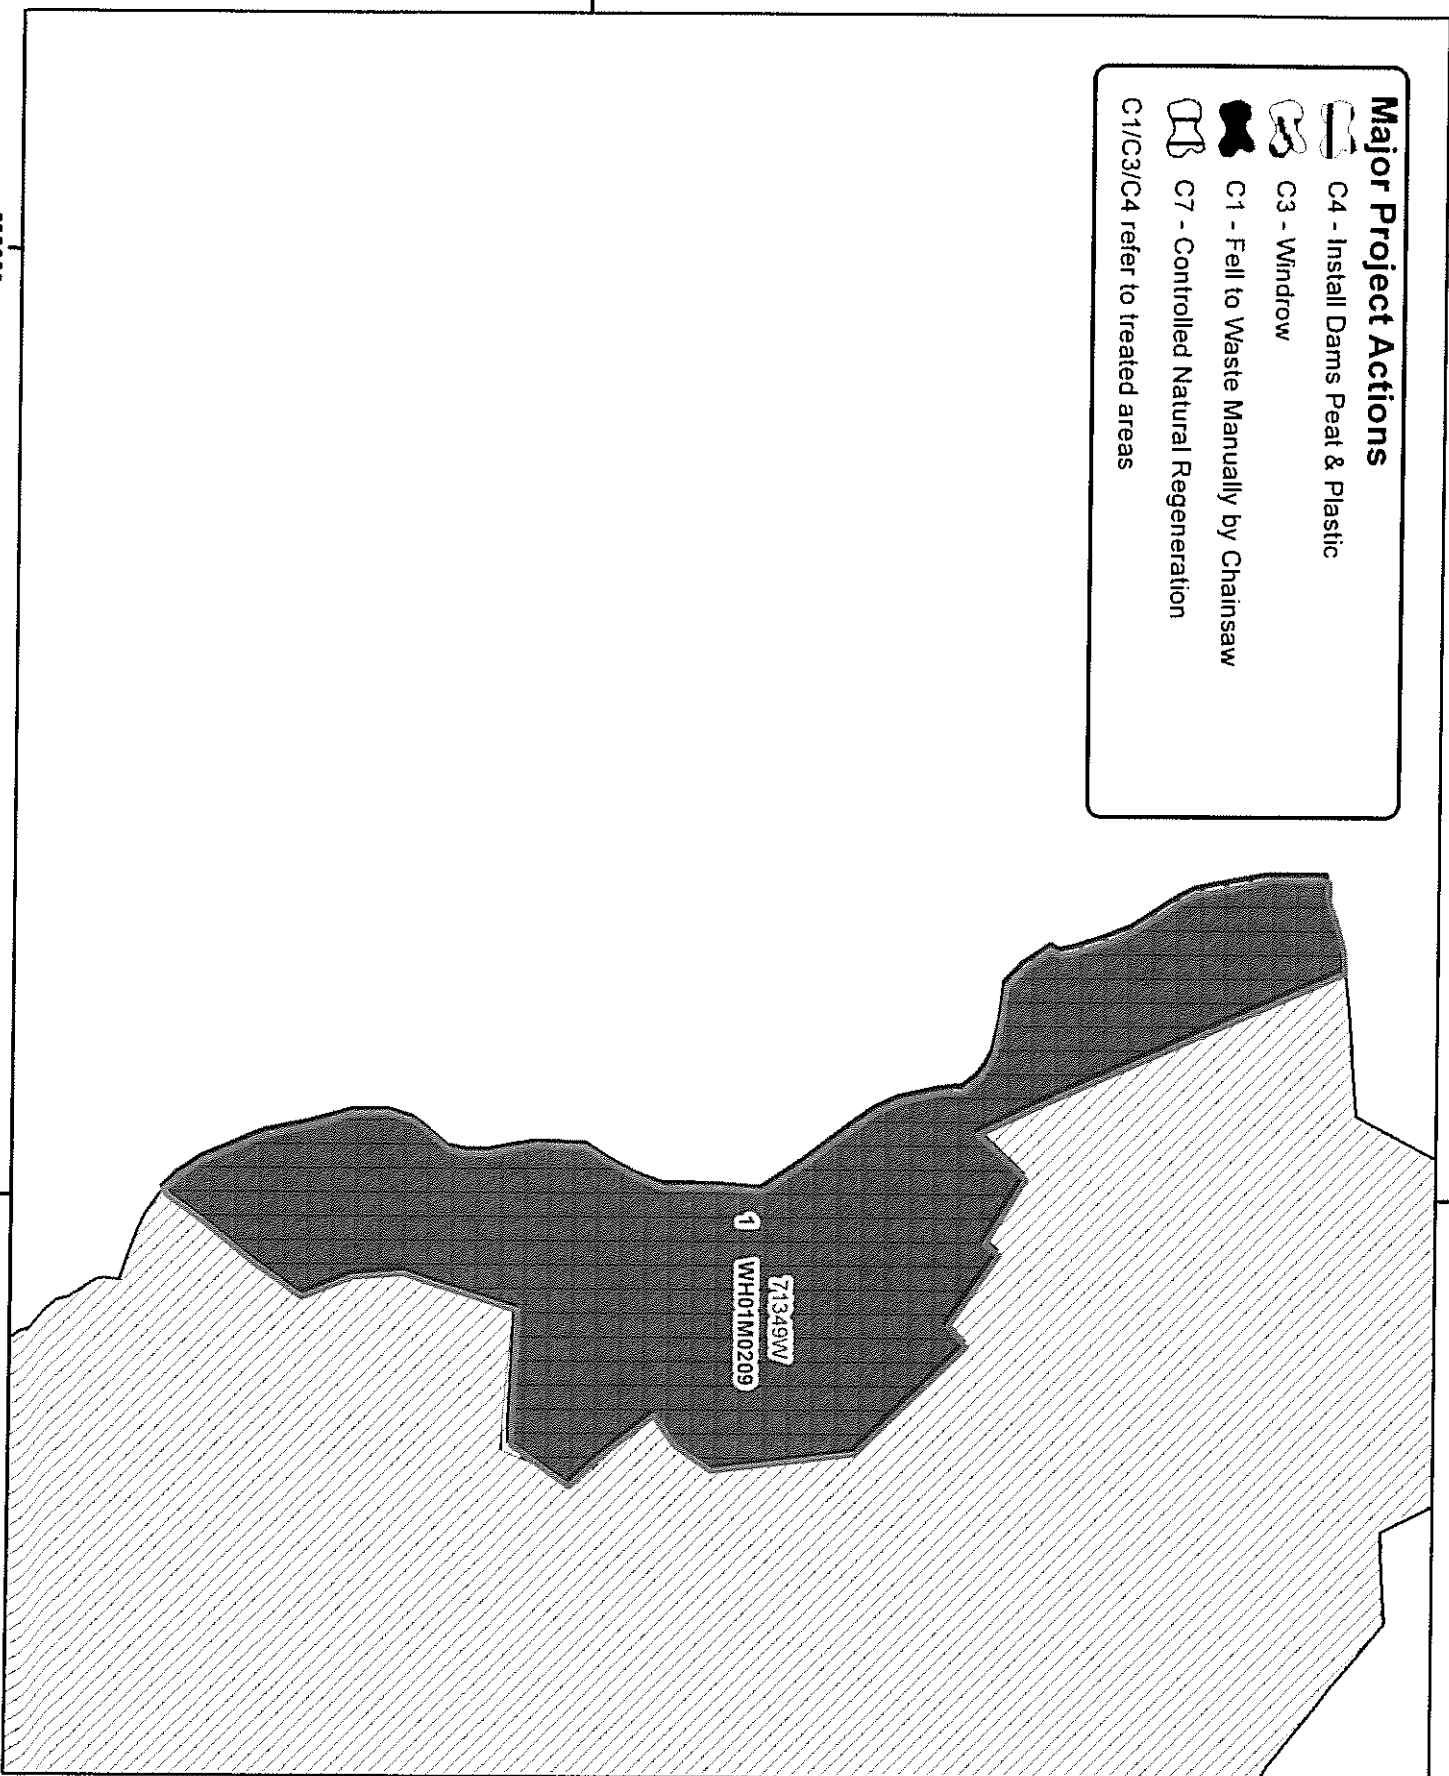 Major Project Actions
C4 - Install Dams Peat & Plastic
C3 - Windrow
C1 - Fell to Waste Manually by Chainsaw
C7 - Controlled Natural Regeneration
C1/C3/C4 refer to treated areas
71349W
1 WH01M0209